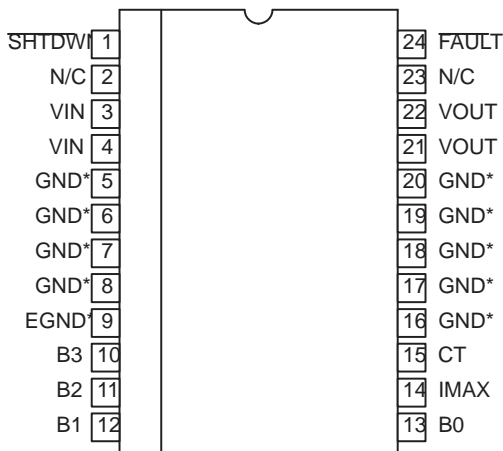 SHTDWN 1 24 FAULT
N/C 2 23 N/C
VIN 3 22 VOUT
VIN 4 21 VOUT
GND* 5 20 GND*
GND* 6 19 GND*
GND* 7 18 GND*
GND* 8 17 GND*
EGND* 9 16 GND*
B3 10 15 CT
B2 11 14 IMAX
B1 12 13 B0